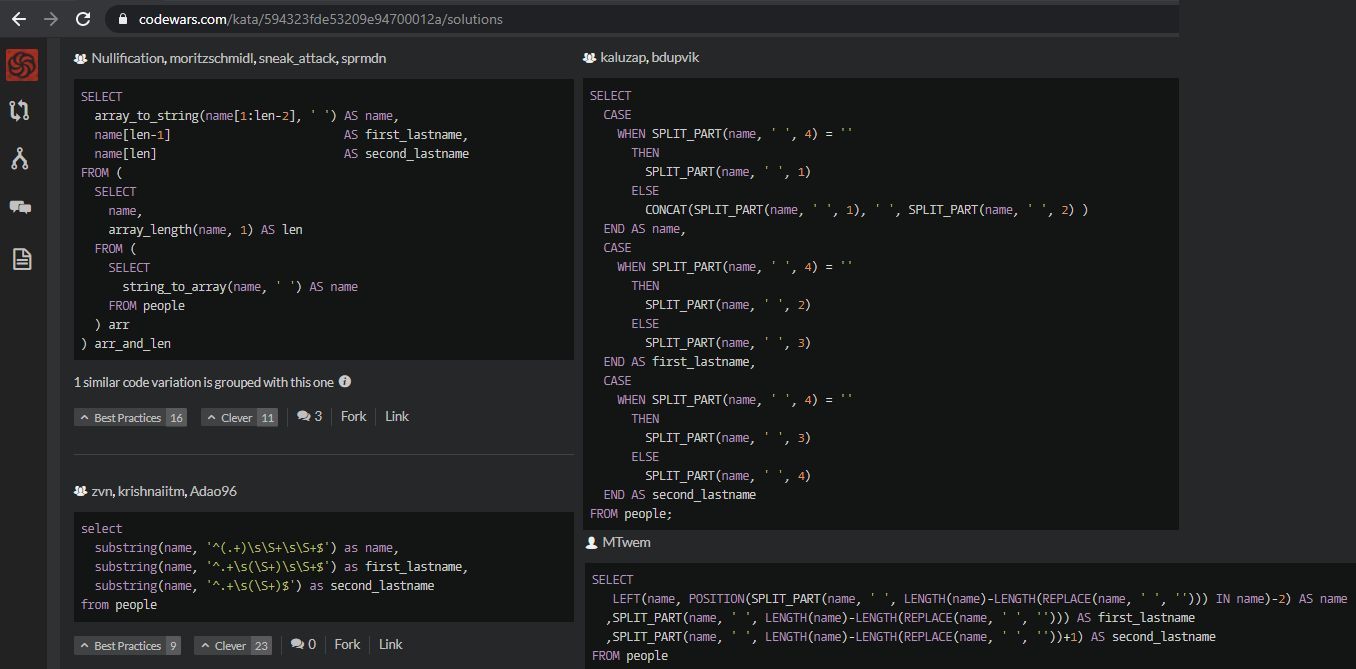 codewars.com/kata/594323fde53209e94700012a/solutions
Nullification, moritzschmidl, sneak_attack, sprmdn
SELECT
array_to_string(name[1:len-2], ' ') AS name,
name[len-1] AS first_lastname,
name[len] AS second_lastname
FROM (
SELECT
name,
array_length(name, 1) AS len
FROM (
SELECT
string_to_array(name, ' ') AS name
FROM people
) arr
) arr_and_len
1 similar code variation is grouped with this one
Best Practices 16 Clever 11 3 Fork Link
zvn, krishnaiitm, Adao96
select
substring(name, '^(.+)\s\S+\s\S+$') as name,
substring(name, '^.+\s(\S+)\s\S+$') as first_lastname,
substring(name, '^.+\s(\S+)$') as second_lastname
from people
Best Practices 9 Clever 23 0 Fork Link
kaluzap, bdupvik
SELECT
CASE
WHEN SPLIT_PART(name, ' ', 4) = ''
THEN
SPLIT_PART(name, ' ', 1)
ELSE
CONCAT(SPLIT_PART(name, ' ', 1), ' ', SPLIT_PART(name, ' ', 2) )
END AS name,
CASE
WHEN SPLIT_PART(name, ' ', 4) = ''
THEN
SPLIT_PART(name, ' ', 2)
ELSE
SPLIT_PART(name, ' ', 3)
END AS first_lastname,
CASE
WHEN SPLIT_PART(name, ' ', 4) = ''
THEN
SPLIT_PART(name, ' ', 3)
ELSE
SPLIT_PART(name, ' ', 4)
END AS second_lastname
FROM people;
MTwem
SELECT
LEFT(name, POSITION(SPLIT_PART(name, ' ', LENGTH(name)-LENGTH(REPLACE(name, ' ', ''))) IN name)-2) AS name
,SPLIT_PART(name, ' ', LENGTH(name)-LENGTH(REPLACE(name, ' ', ''))) AS first_lastname
,SPLIT_PART(name, ' ', LENGTH(name)-LENGTH(REPLACE(name, ' ', ''))+1) AS second_lastname
FROM people